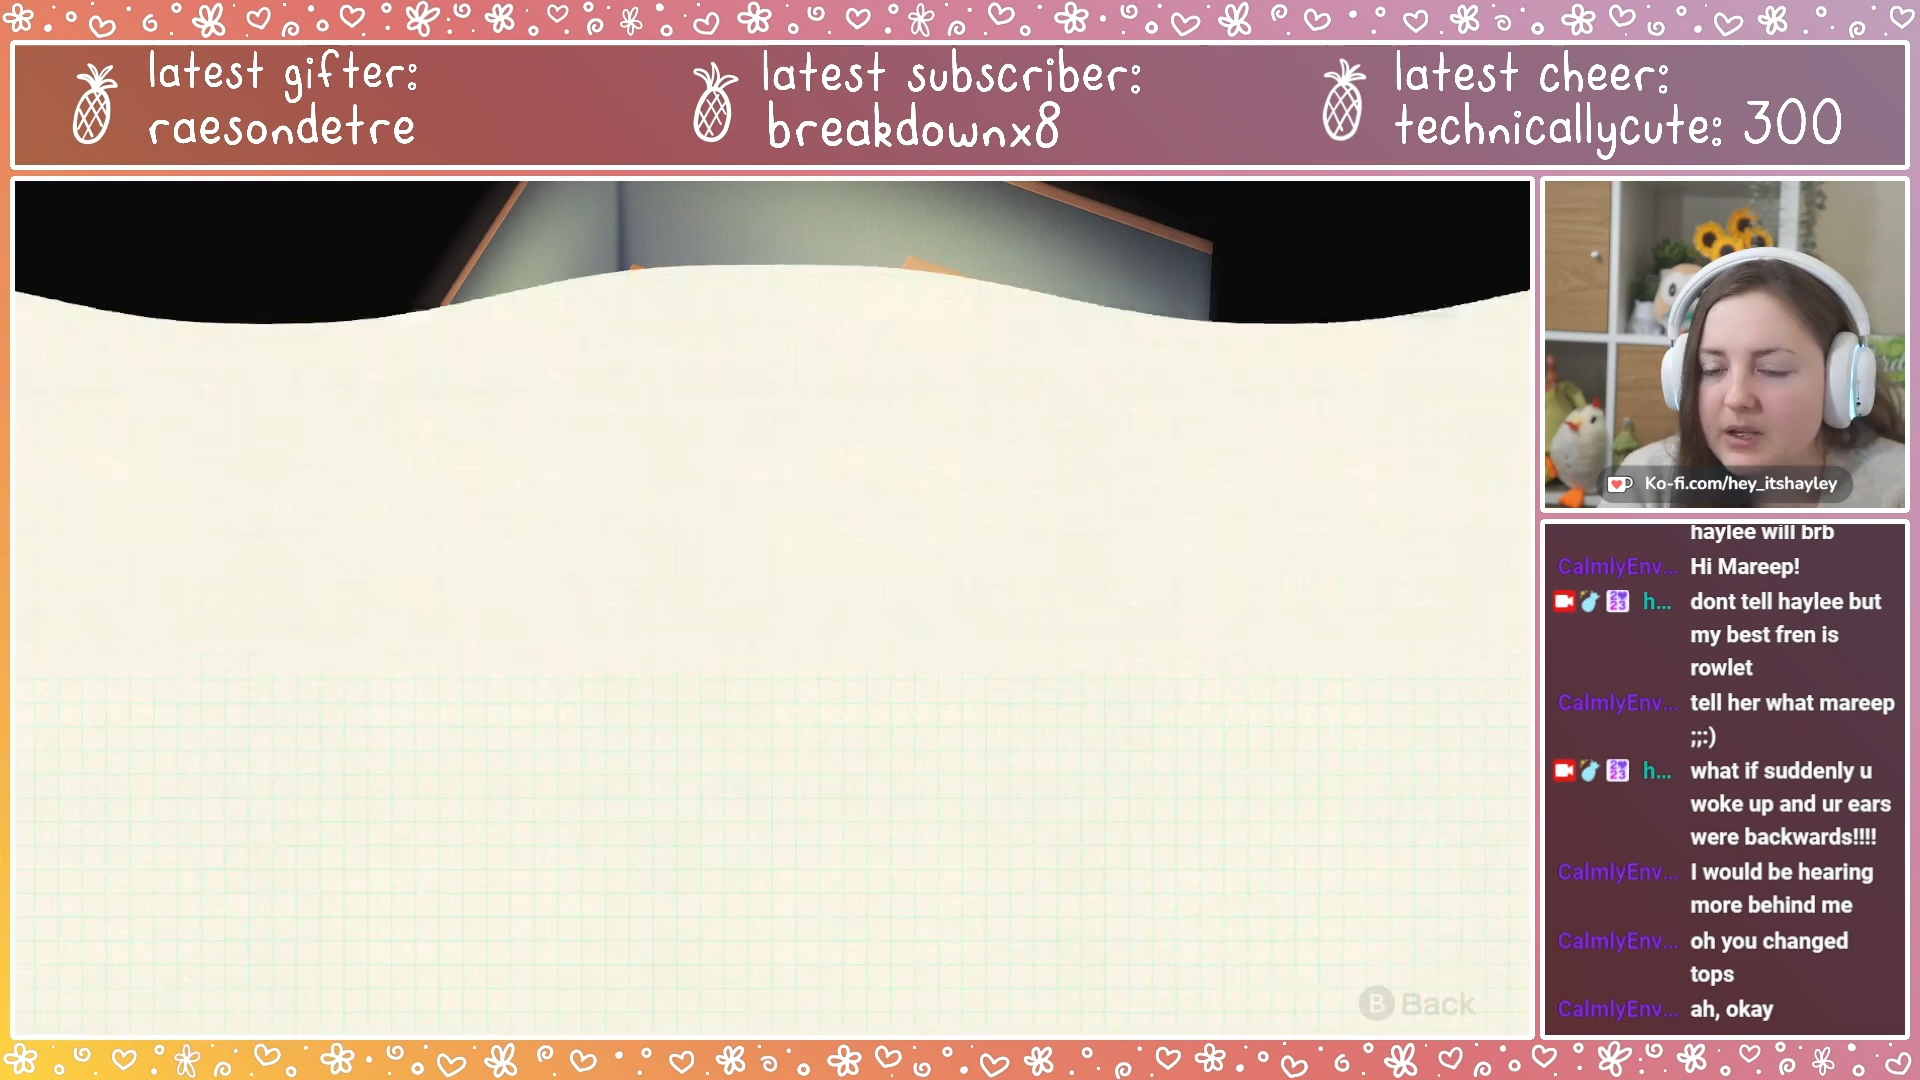 latest gifter:
raesondetre
latest subscriber:
breakdownx8
latest cheer:
technicallycute: 300
Ko-fi.com/hey_itshayley
haylee will brb
CalmlyEnv... Hi Mareep!
h... dont tell haylee but
my best fren is
rowlet
CalmlyEnv... tell her what mareep
;;:)
h... what if suddenly u
woke up and ur ears
were backwards!!!!
CalmlyEnv... I would be hearing
more behind me
CalmlyEnv... oh you changed
tops
CalmlyEnv... ah, okay
B Back